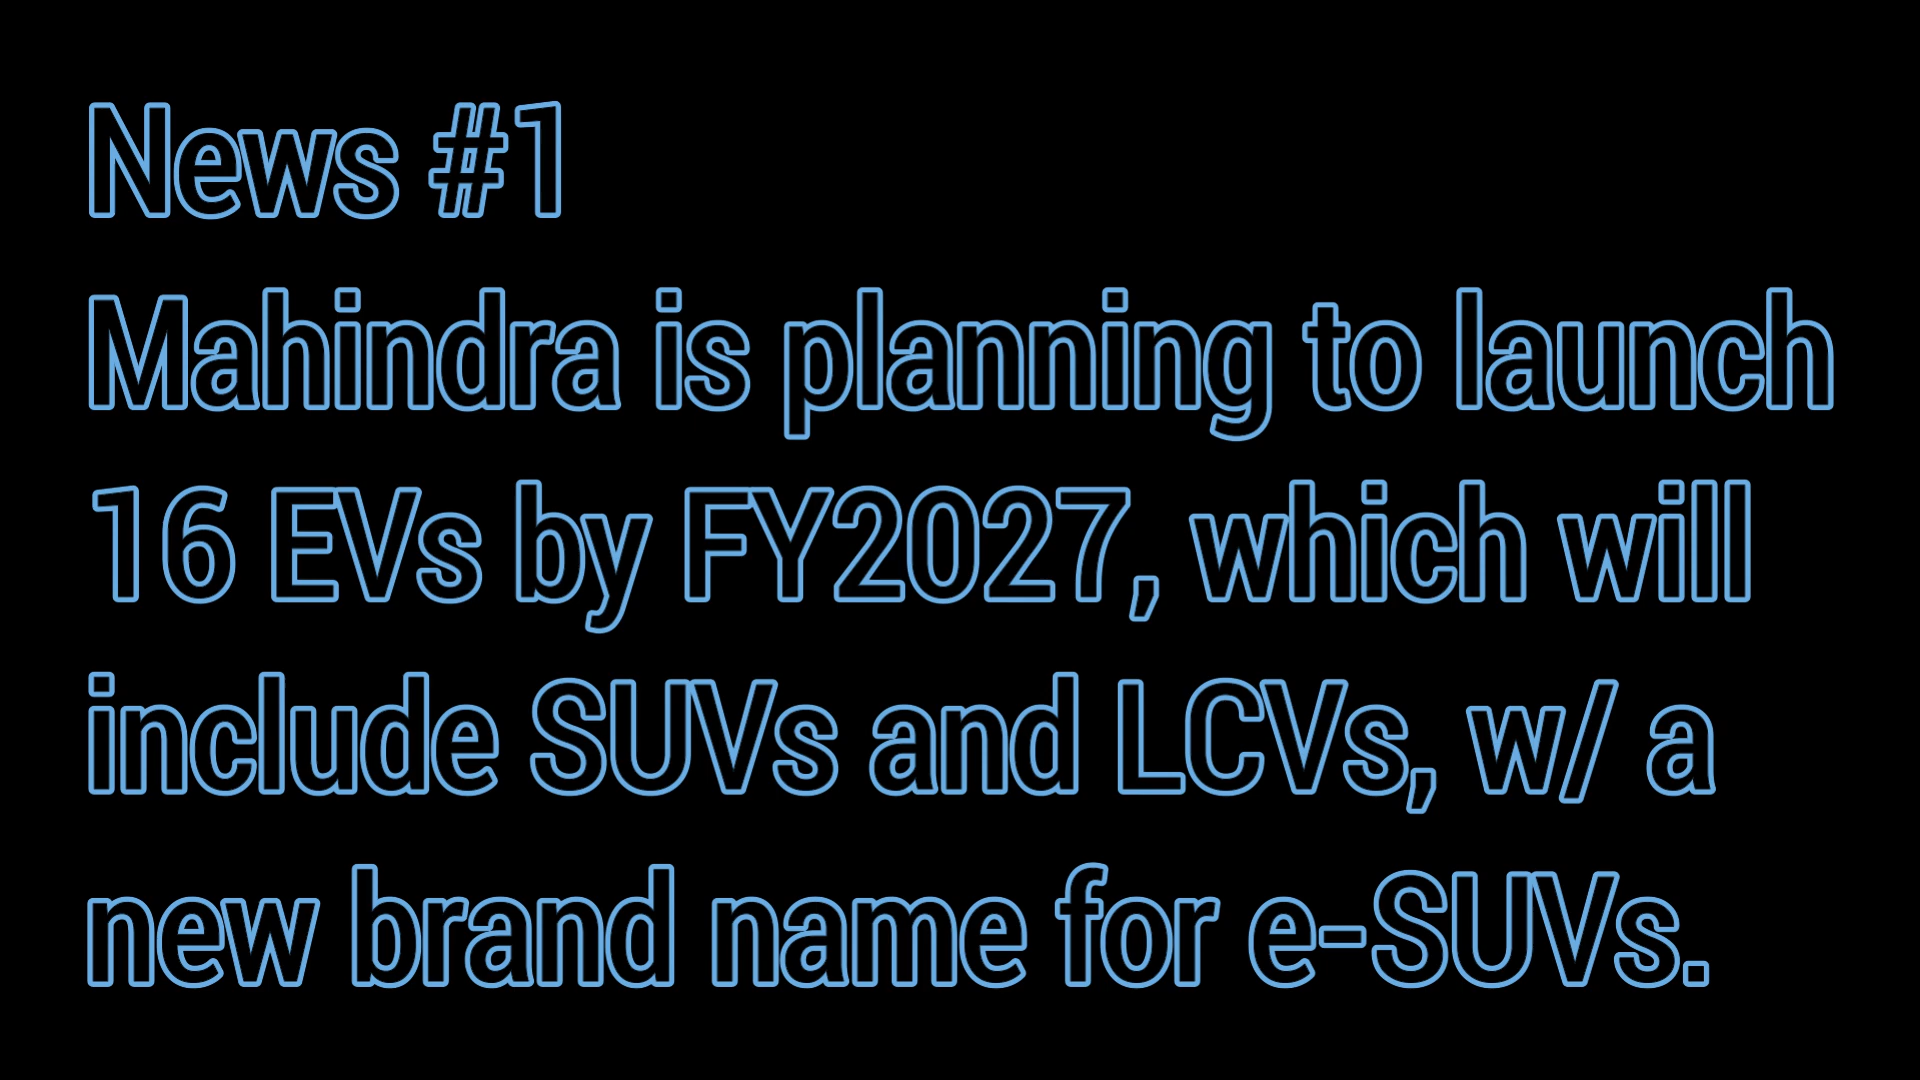 News #1
Mahindra is planning to launch
16 EVs by FY2027, which will
include SUVs and LCVs, w/ a
new brand name for e-SUVs.